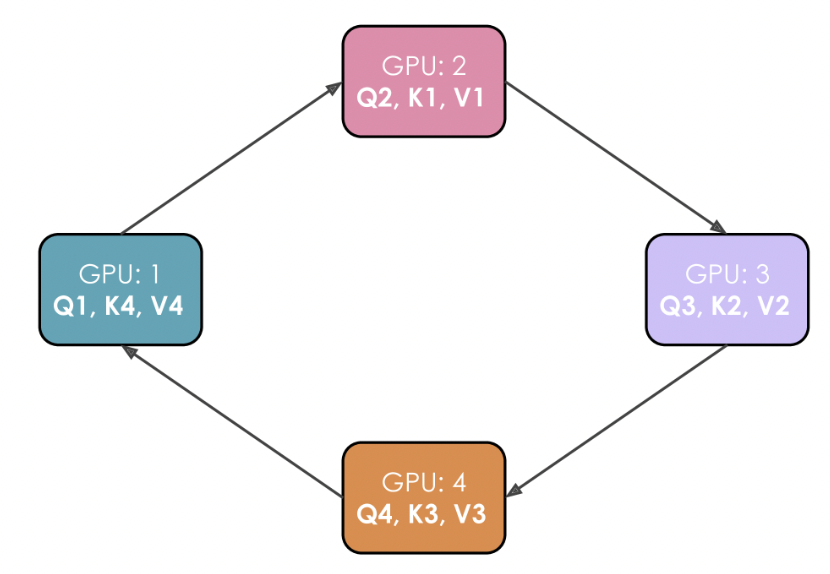 GPU: 2
Q2, K1, V1
GPU: 1
Q1, K4, V4
GPU: 3
Q3, K2, V2
GPU: 4
Q4, K3, V3